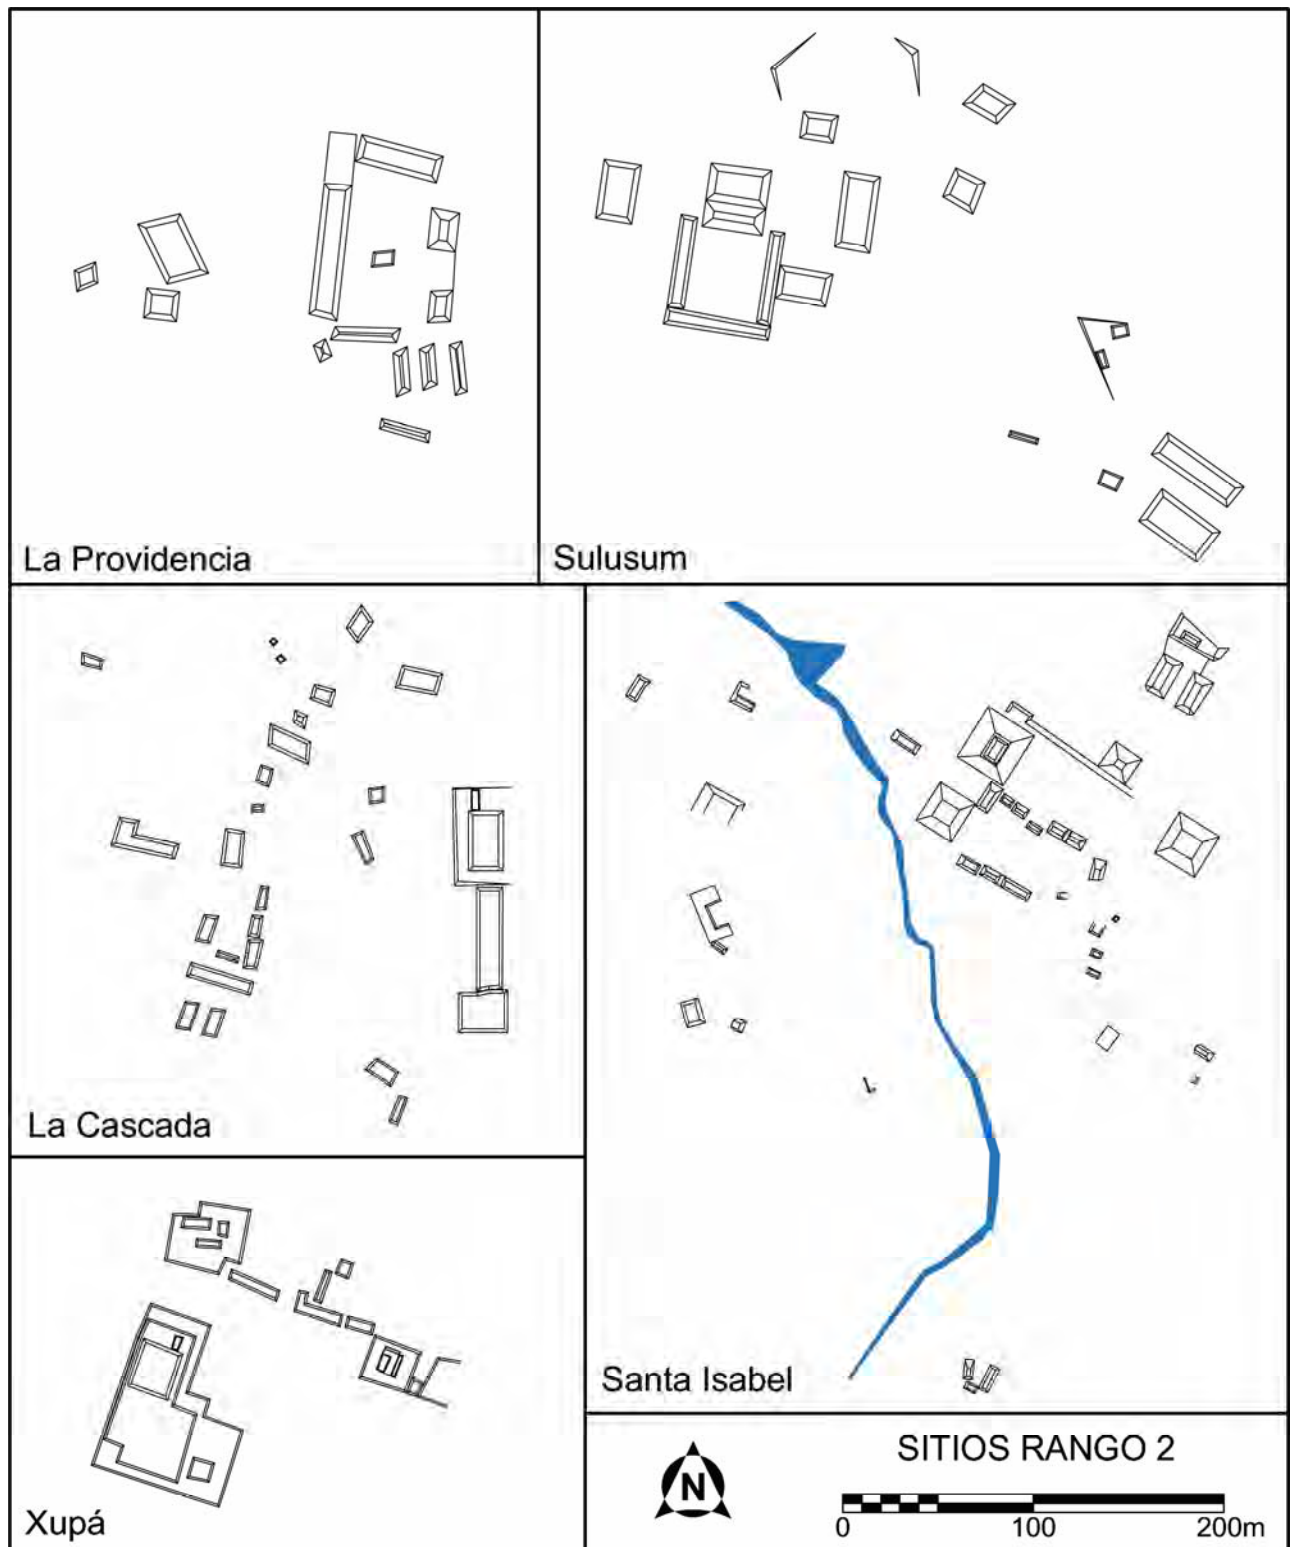 La Providencia
Sulusum
La Cascada
Santa Isabel
Xupá
N
SITIOS RANGO 2
0 100 200m